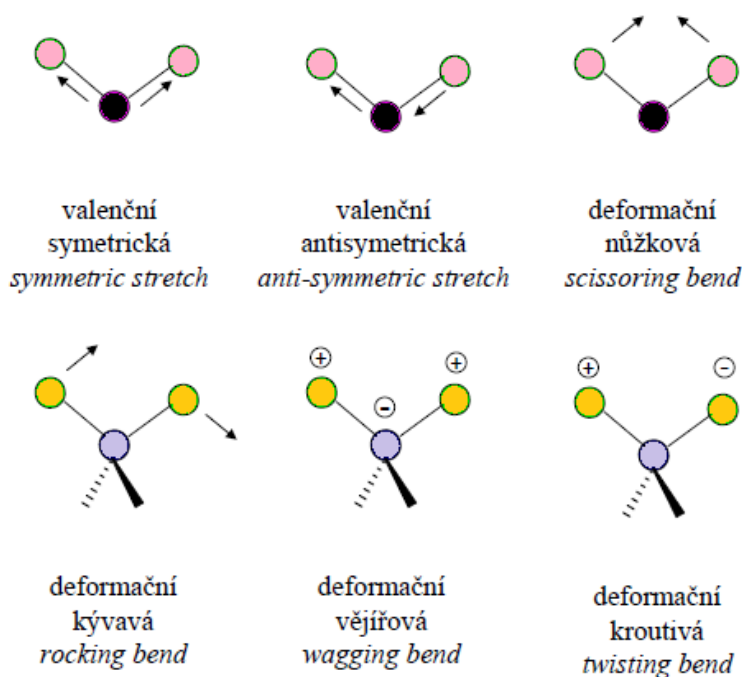 valenční
symetrická
symmetric stretch
valenční
antisymetrická
anti-symmetric stretch
deformační
nůžková
scissoring bend
+
-
+
+
-
deformační
kývavá
rocking bend
deformační
vějířová
wagging bend
deformační
kroutivá
twisting bend